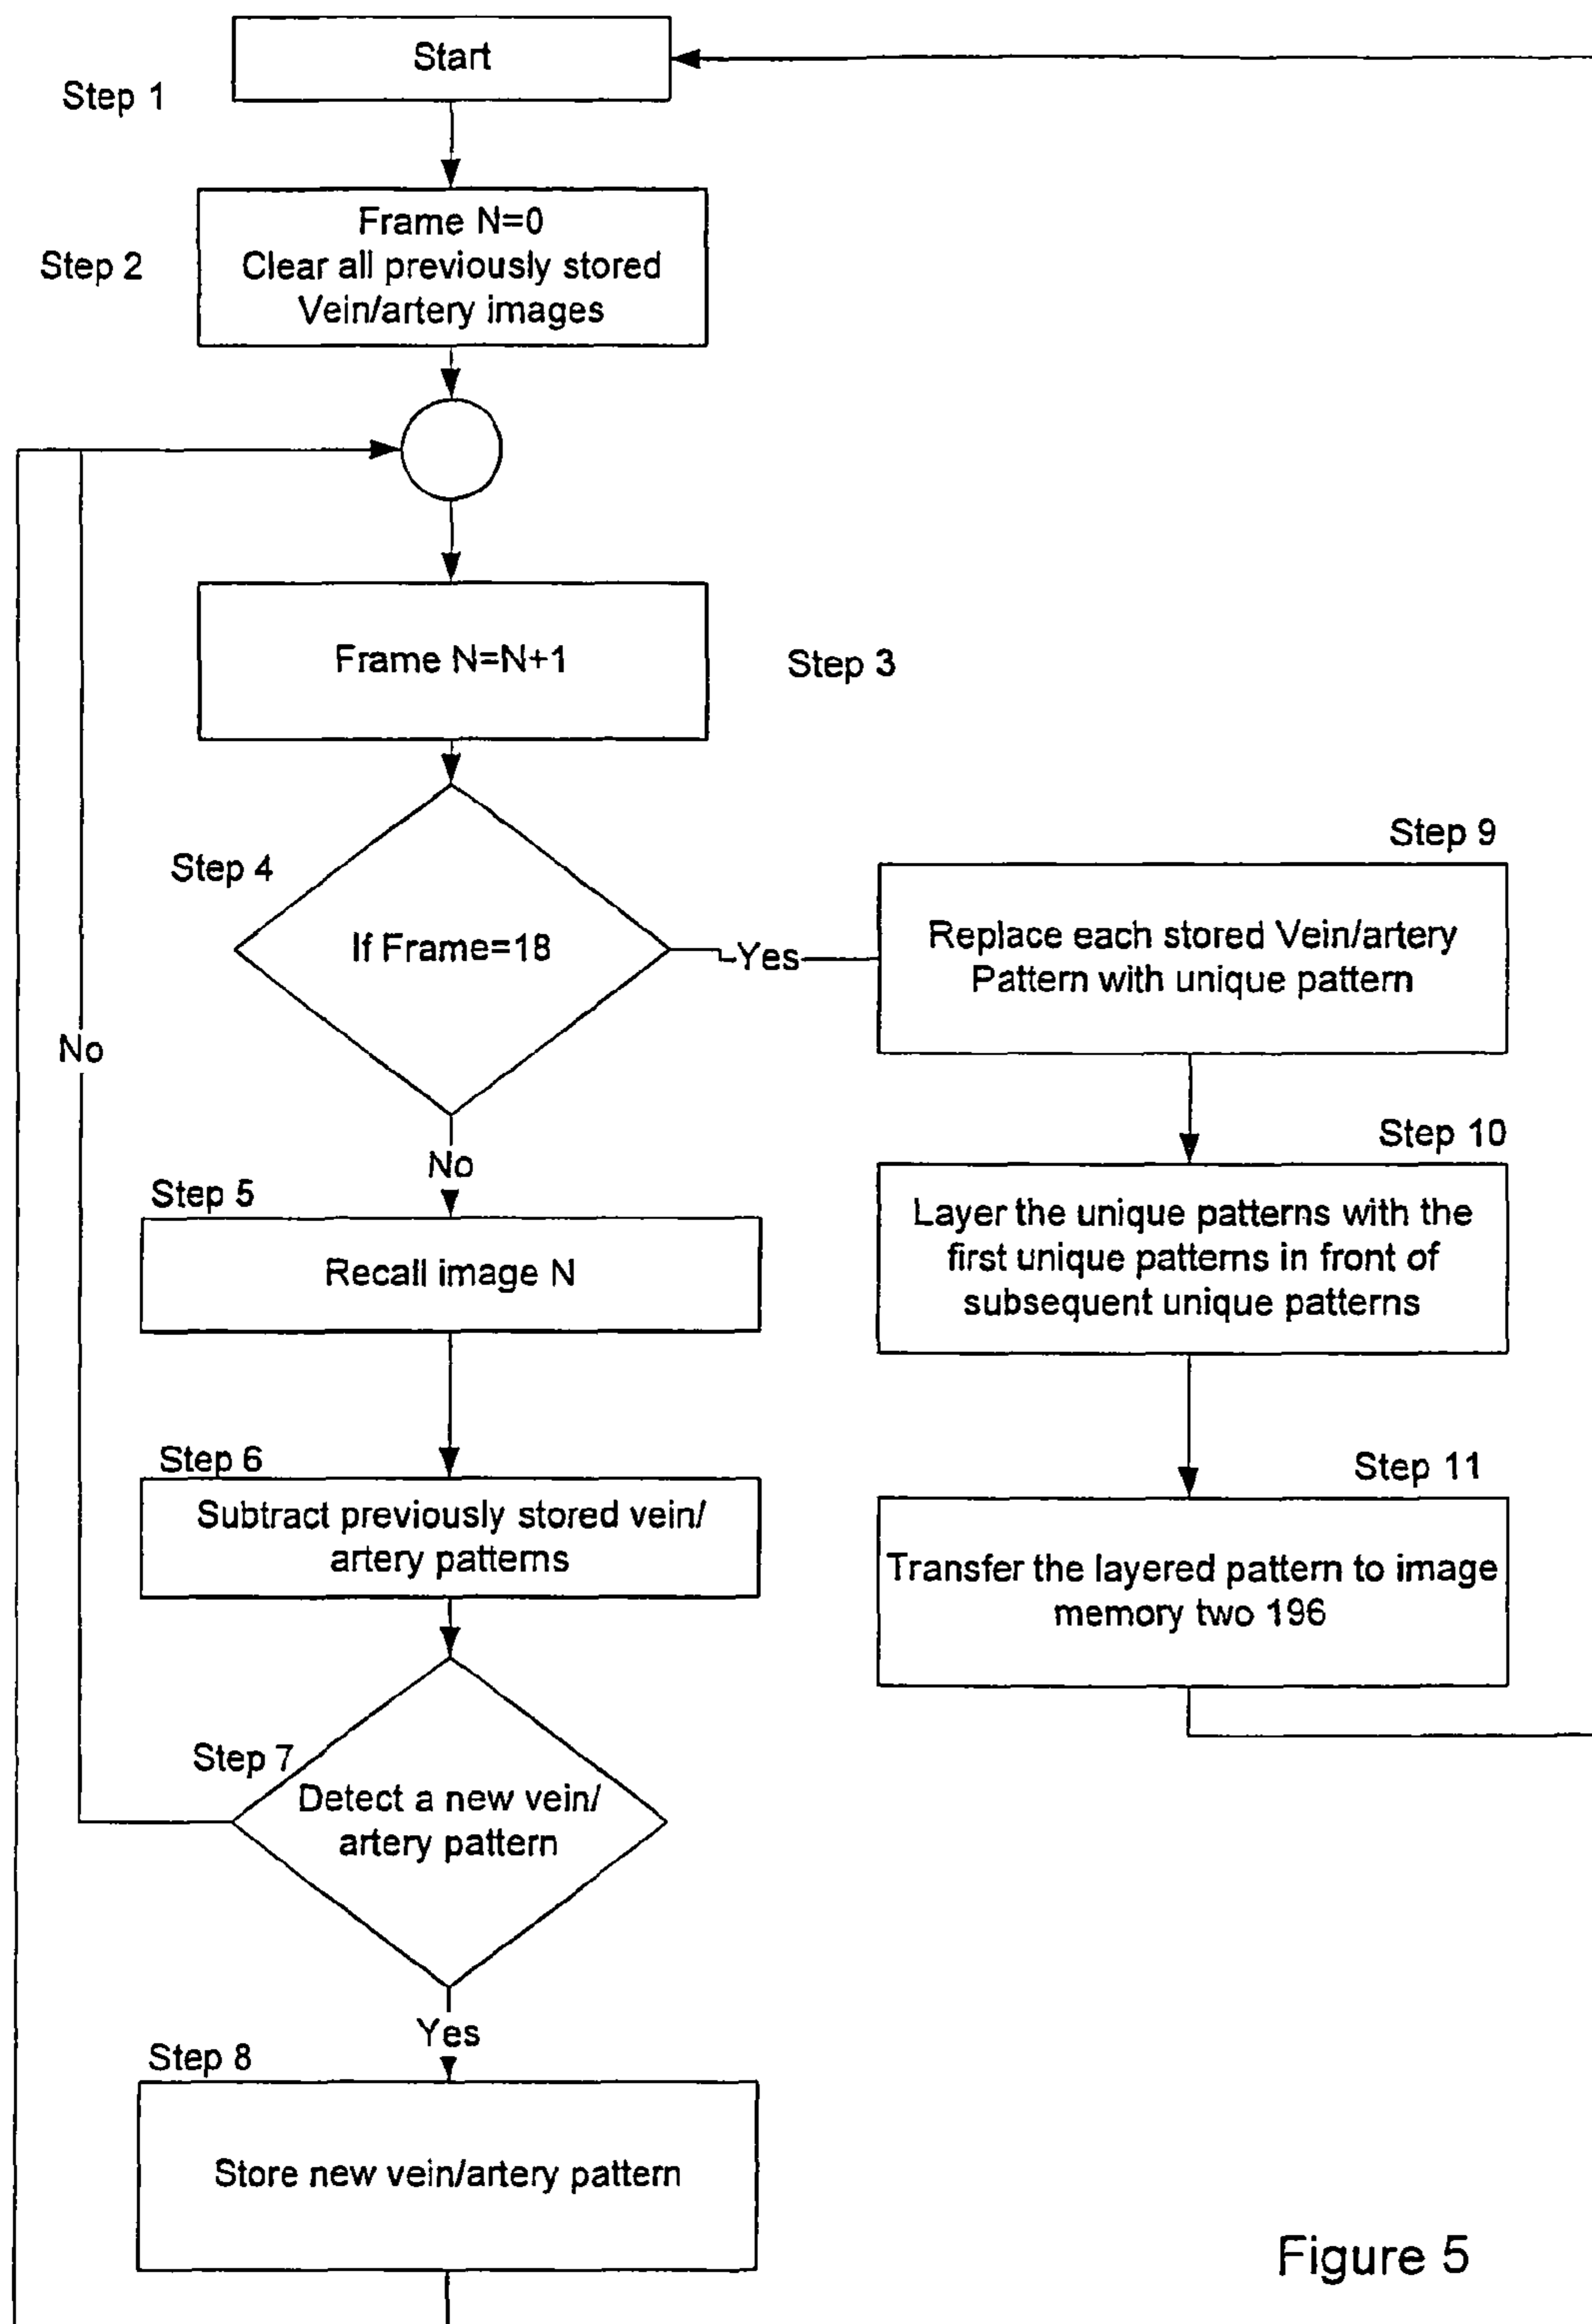 Start
Step 1
Frame N=0
Step 2
Clear all previously stored
Vein/artery images
Frame N=N+1
Step 3
Step 4
If Frame=18
Yes
No
No
Step 5
Recall image N
Step 6
Subtract previously stored vein/
artery patterns
Step 7
Detect a new vein/
artery pattern
Yes
Step 8
Store new vein/artery pattern
Step 9
Replace each stored Vein/artery
Pattern with unique pattern
Step 10
Layer the unique patterns with the
first unique patterns in front of
subsequent unique patterns
Step 11
Transfer the layered pattern to image
memory two 196
Figure 5